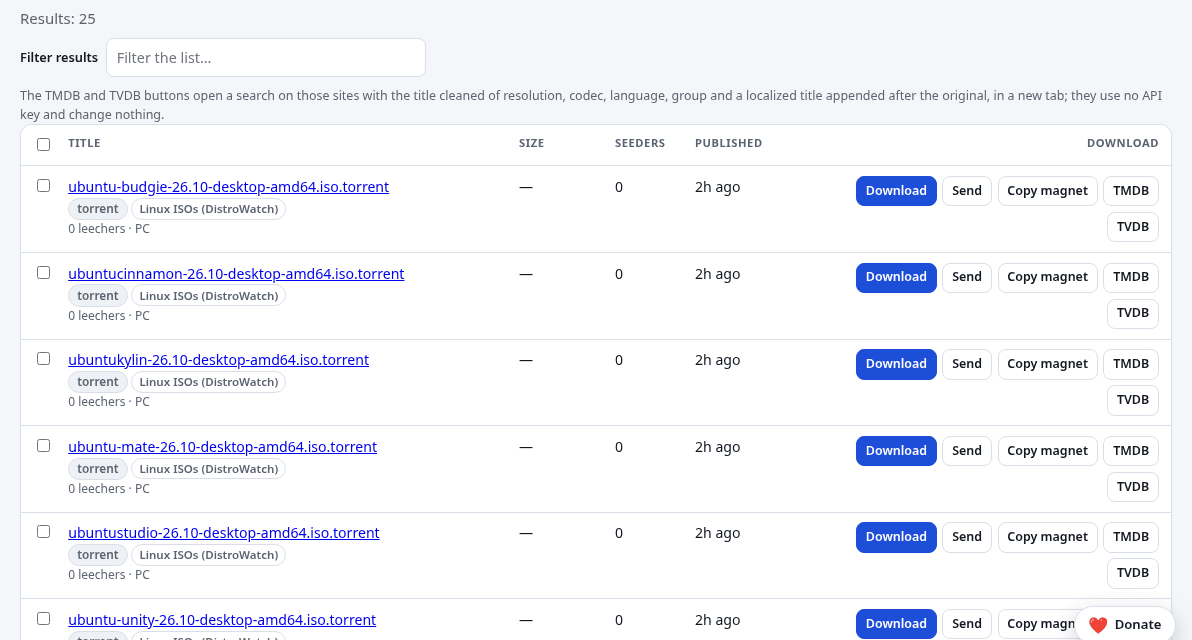 Results: 25
Filter results Filter the list...
The TMDB and TVDB buttons open a search on those sites with the title cleaned of resolution, codec, language, group and a localized title appended after the original, in a new tab; they use no API
key and change nothing.
TITLE SIZE SEEDERS PUBLISHED DOWNLOAD
ubuntu-budgie-26.10-desktop-amd64.iso.torrent — 0 2h ago Download Send Copy magnet TMDB
torrent Linux ISOs (DistroWatch)
0 leechers · PC TVDB
ubuntucinnamon-26.10-desktop-amd64.iso.torrent — 0 2h ago Download Send Copy magnet TMDB
torrent Linux ISOs (DistroWatch)
0 leechers · PC TVDB
ubuntukylin-26.10-desktop-amd64.iso.torrent — 0 2h ago Download Send Copy magnet TMDB
torrent Linux ISOs (DistroWatch)
0 leechers · PC TVDB
ubuntu-mate-26.10-desktop-amd64.iso.torrent — 0 2h ago Download Send Copy magnet TMDB
torrent Linux ISOs (DistroWatch)
0 leechers · PC TVDB
ubuntustudio-26.10-desktop-amd64.iso.torrent — 0 2h ago Download Send Copy magnet TMDB
torrent Linux ISOs (DistroWatch)
0 leechers · PC TVDB
ubuntu-unity-26.10-desktop-amd64.iso.torrent — 0 2h ago Download Send Copy Donate